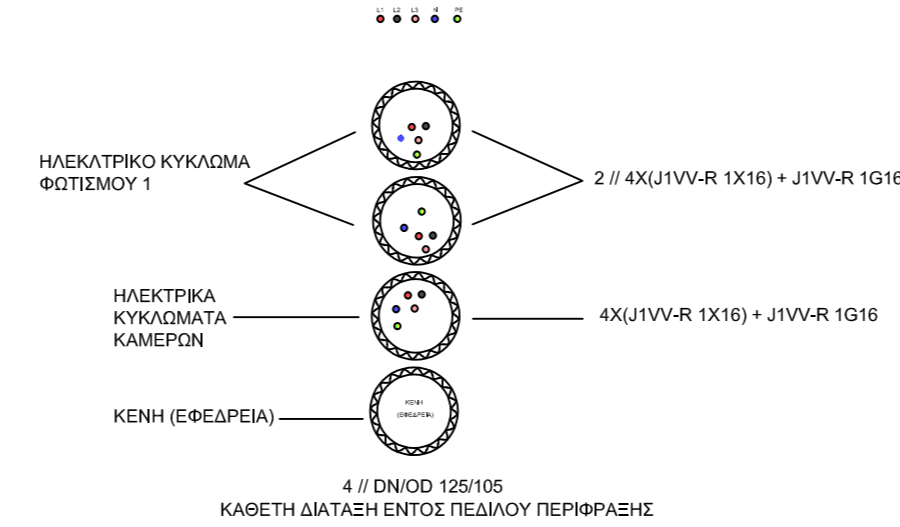 L1 L2 L3 N PE
ΗΛΕΚΛΤΡΙΚΟ ΚΥΚΛΩΜΑ
ΦΩΤΙΣΜΟΥ 1
2 // 4X(J1VV-R 1X16) + J1VV-R 1G16
ΗΛΕΚΤΡΙΚΑ
ΚΥΚΛΩΜΑΤΑ
ΚΑΜΕΡΩΝ
4X(J1VV-R 1X16) + J1VV-R 1G16
ΚΕΝΗ (ΕΦΕΔΡΕΙΑ)
ΚΕΝΗ
(ΕΦΕΔΡΕΙΑ)
4 // DN/OD 125/105
ΚΑΘΕΤΗ ΔΙΑΤΑΞΗ ΕΝΤΟΣ ΠΕΔΙΛΟΥ ΠΕΡΙΦΡΑΞΗΣ